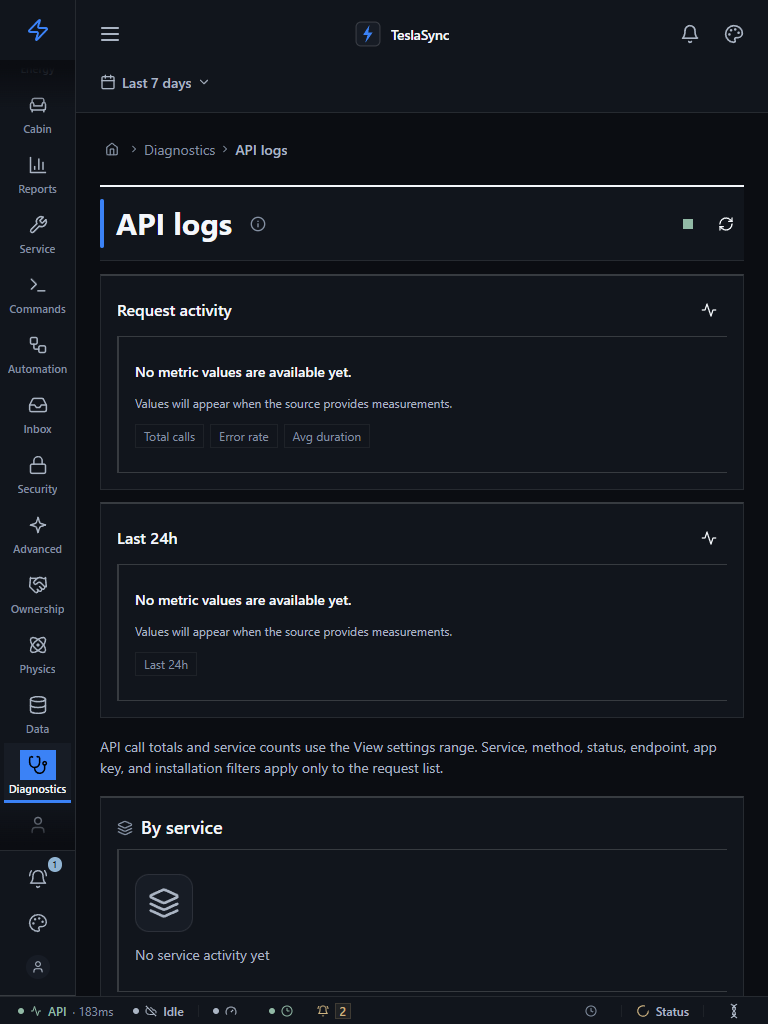 TeslaSync
Last 7 days
Energy
Cabin
Reports
Service
Commands
Automation
Inbox
Security
Advanced
Ownership
Physics
Data
Diagnostics
1
Diagnostics > API logs
API logs
Request activity
No metric values are available yet.
Values will appear when the source provides measurements.
Total calls Error rate Avg duration
Last 24h
No metric values are available yet.
Values will appear when the source provides measurements.
Last 24h
API call totals and service counts use the View settings range. Service, method, status, endpoint, app
key, and installation filters apply only to the request list.
By service
No service activity yet
API · 183ms Idle 2 Status